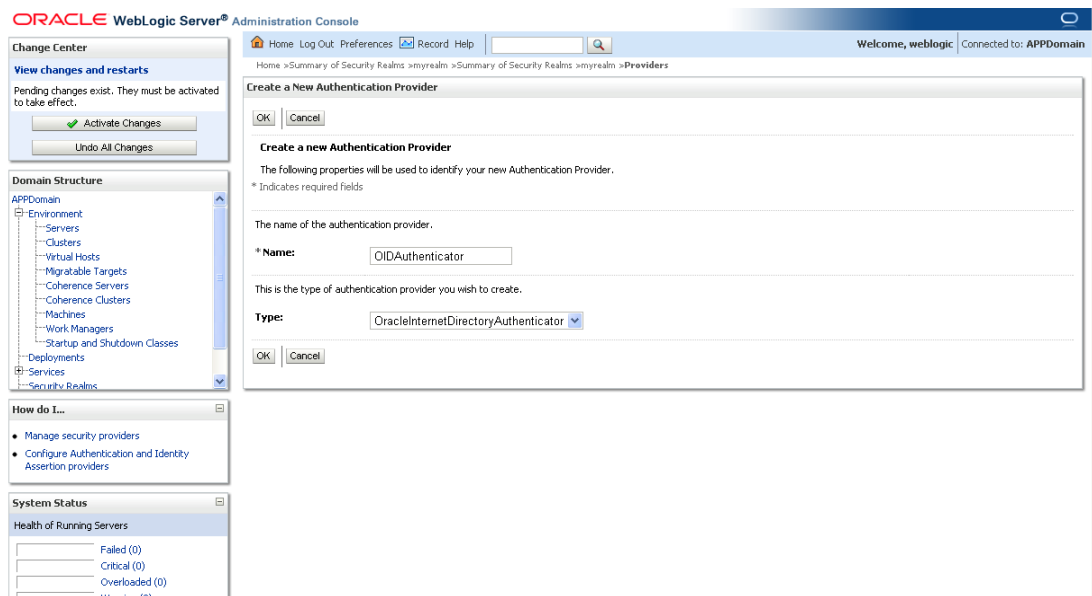 ORACLE WebLogic Server® Administration Console
Change Center
View changes and restarts
Pending changes exist. They must be activated
to take effect.
Activate Changes
Undo All Changes
Domain Structure
APPDomain
Environment
Servers
Clusters
Virtual Hosts
Migratable Targets
Coherence Servers
Coherence Clusters
Machines
Work Managers
Startup and Shutdown Classes
Deployments
Services
Security Realms
How do I...
Manage security providers
Configure Authentication and Identity
Assertion providers
System Status
Health of Running Servers
Failed (0)
Critical (0)
Overloaded (0)
Home Log Out Preferences Record Help
Welcome, weblogic Connected to: APPDomain
Home >Summary of Security Realms >myrealm >Summary of Security Realms >myrealm >Providers
Create a New Authentication Provider
OK Cancel
Create a new Authentication Provider
The following properties will be used to identify your new Authentication Provider.
* Indicates required fields
The name of the authentication provider.
* Name: OIDAuthenticator
This is the type of authentication provider you wish to create.
Type: OracleInternetDirectoryAuthenticator
OK Cancel